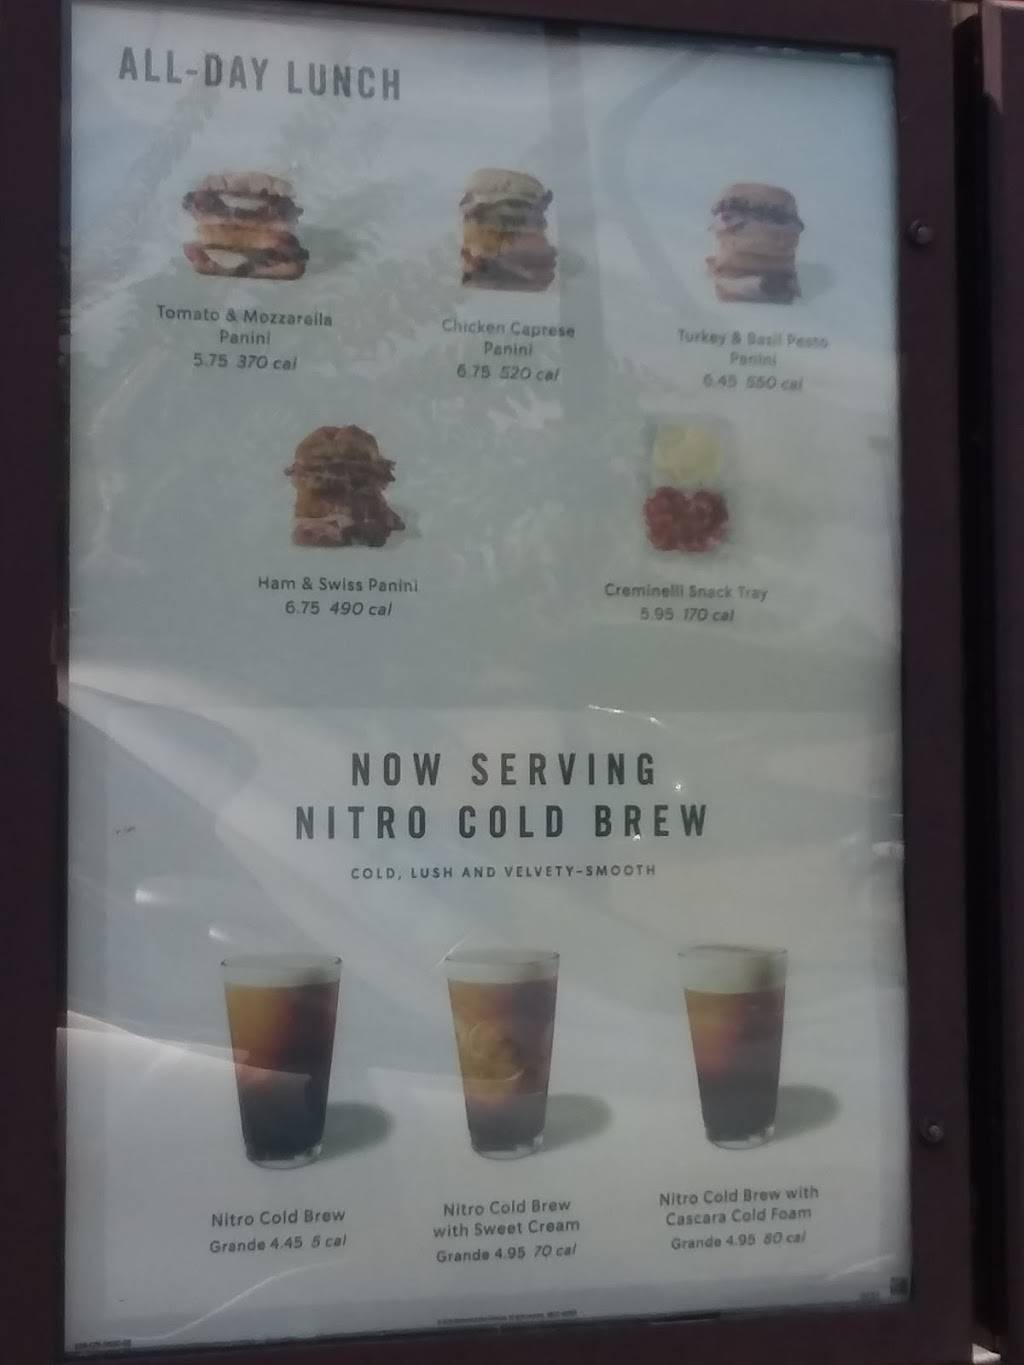 ALL-DAY LUNCH
Tomato & Mozzarella
Panini
5.75 370 cal
Chicken Caprese
Panini
6.75 520 cal
Turkey & Basil Pesto
Panini
6.45 550 cal
Ham & Swiss Panini
6.75 490 cal
Creminelli Snack Tray
5.95 170 cal
NOW SERVING
NITRO COLD BREW
COLD, LUSH AND VELVETY-SMOOTH
Nitro Cold Brew
Grande 4.45 5 cal
Nitro Cold Brew
with Sweet Cream
Grande 4.95 70 cal
Nitro Cold Brew with
Cascara Cold Foam
Grande 4.95 80 cal